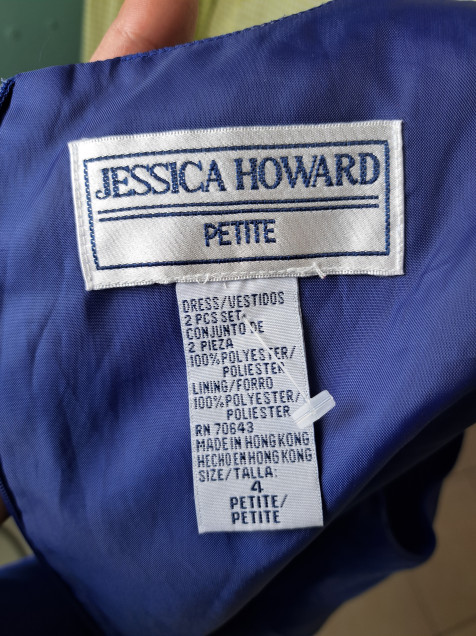 JESSICA HOWARD
PETITE
DRESS/VESTIDOS
2 PCS SET-
CONJUNTO DE
2 PIEZA
100%POLYESTER/
POLIESTER
LINING/FORRO
100%POLYESTER/
POLIESTER
RN 70643
MADE IN HONG KONG
HECHO EN HONG KONG
SIZE/TALLA:
4
PETITE/
PETITE